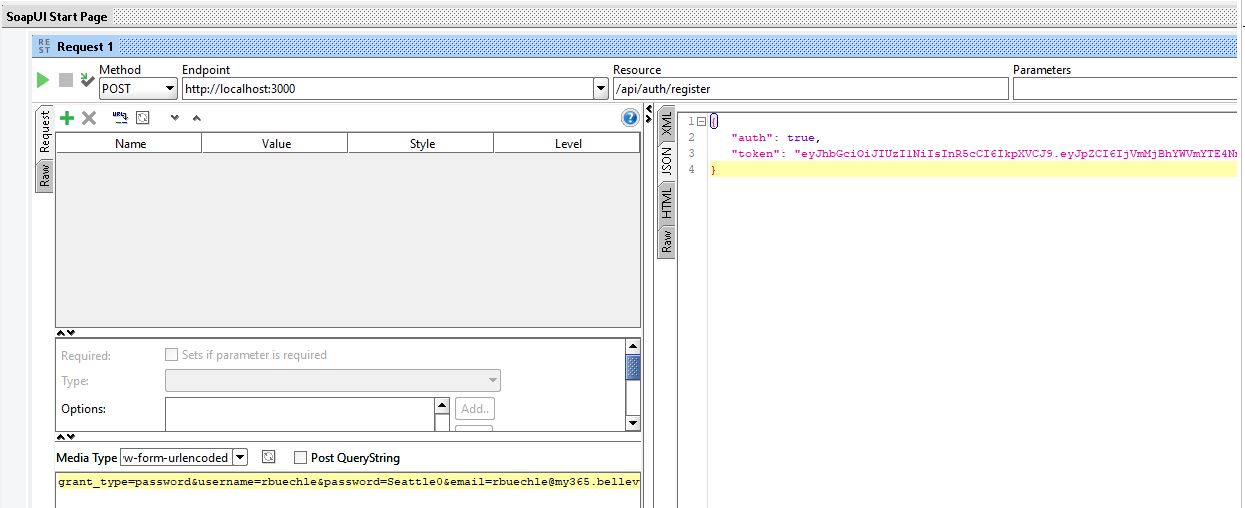 SoapUI Start Page
RE
ST
Request 1
Method
Endpoint
Resource
Parameters
POST
http://localhost:3000
/api/auth/register
Request
Raw
Name
Value
Style
Level
Required:
Sets if parameter is required
Type:
Options:
Add..
Media Type
w-form-urlencoded
Post QueryString
grant_type=password&username=rbuechle&password=Seattle0&email=rbuechle@my365.bellev
XML
JSON
HTML
Raw
1 {
2 "auth": true,
3 "token": "eyJhbGciOiJIUzI1NiIsInR5cCI6IkpXVCJ9.eyJpZCI6IjVmMjBhYWVmYTE4N
4 }